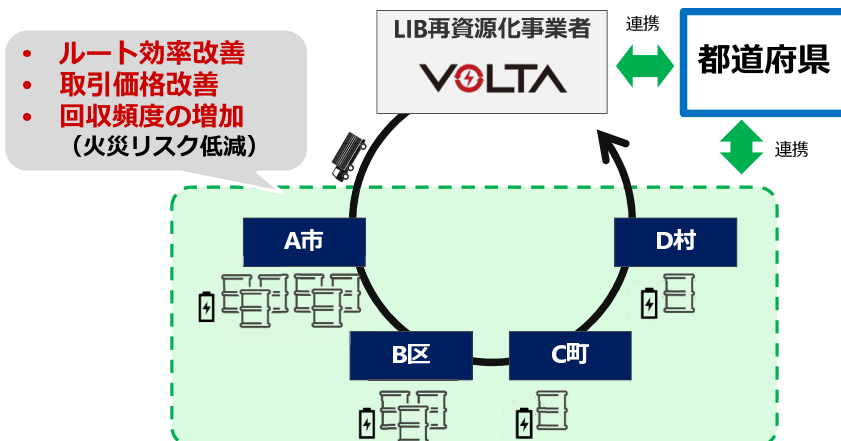 • ルート効率改善
• 取引価格改善
• 回収頻度の増加
（火災リスク低減）
LIB再資源化事業者
VOLTA
連携
都道府県
連携
A市
D村
B区
C町